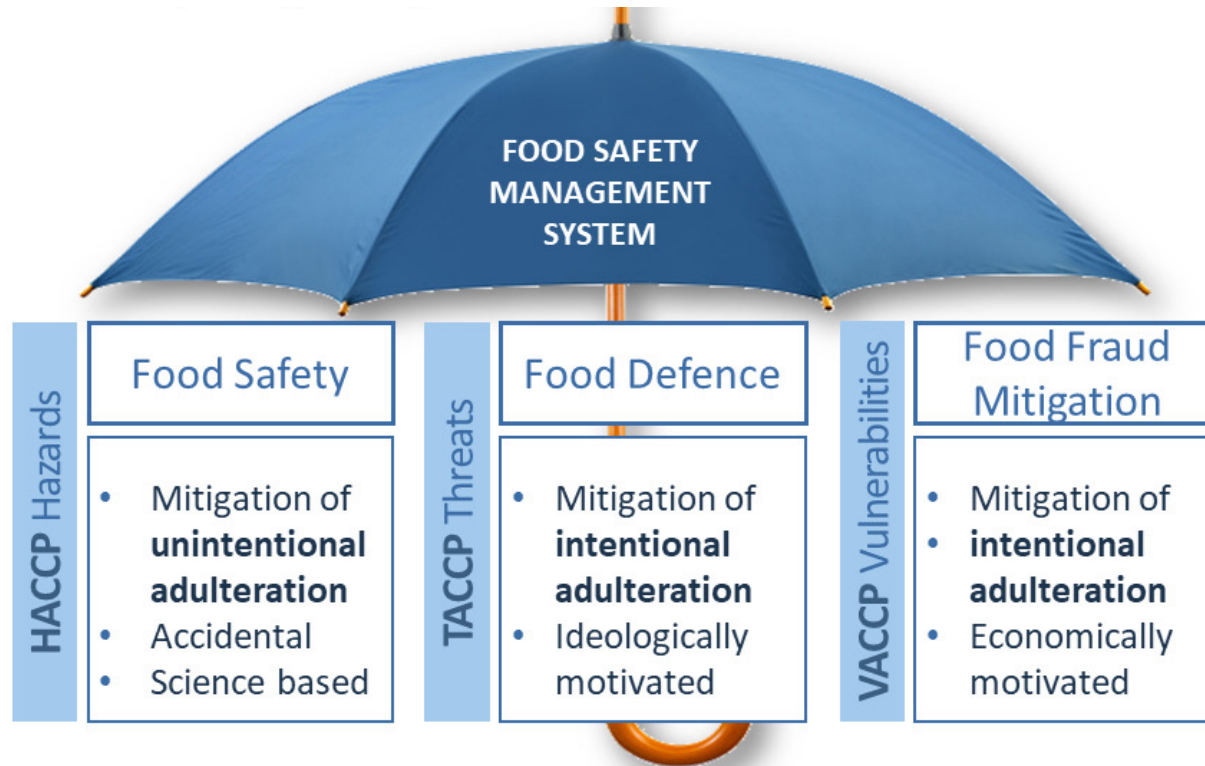 FOOD SAFETY
MANAGEMENT
SYSTEM
HACCP Hazards
Food Safety
• Mitigation of
unintentional
adulteration
• Accidental
• Science based
TACCP Threats
Food Defence
• Mitigation of
intentional
adulteration
• Ideologically
motivated
VACCP Vulnerabilities
Food Fraud
Mitigation
• Mitigation of
• intentional
adulteration
• Economically
motivated